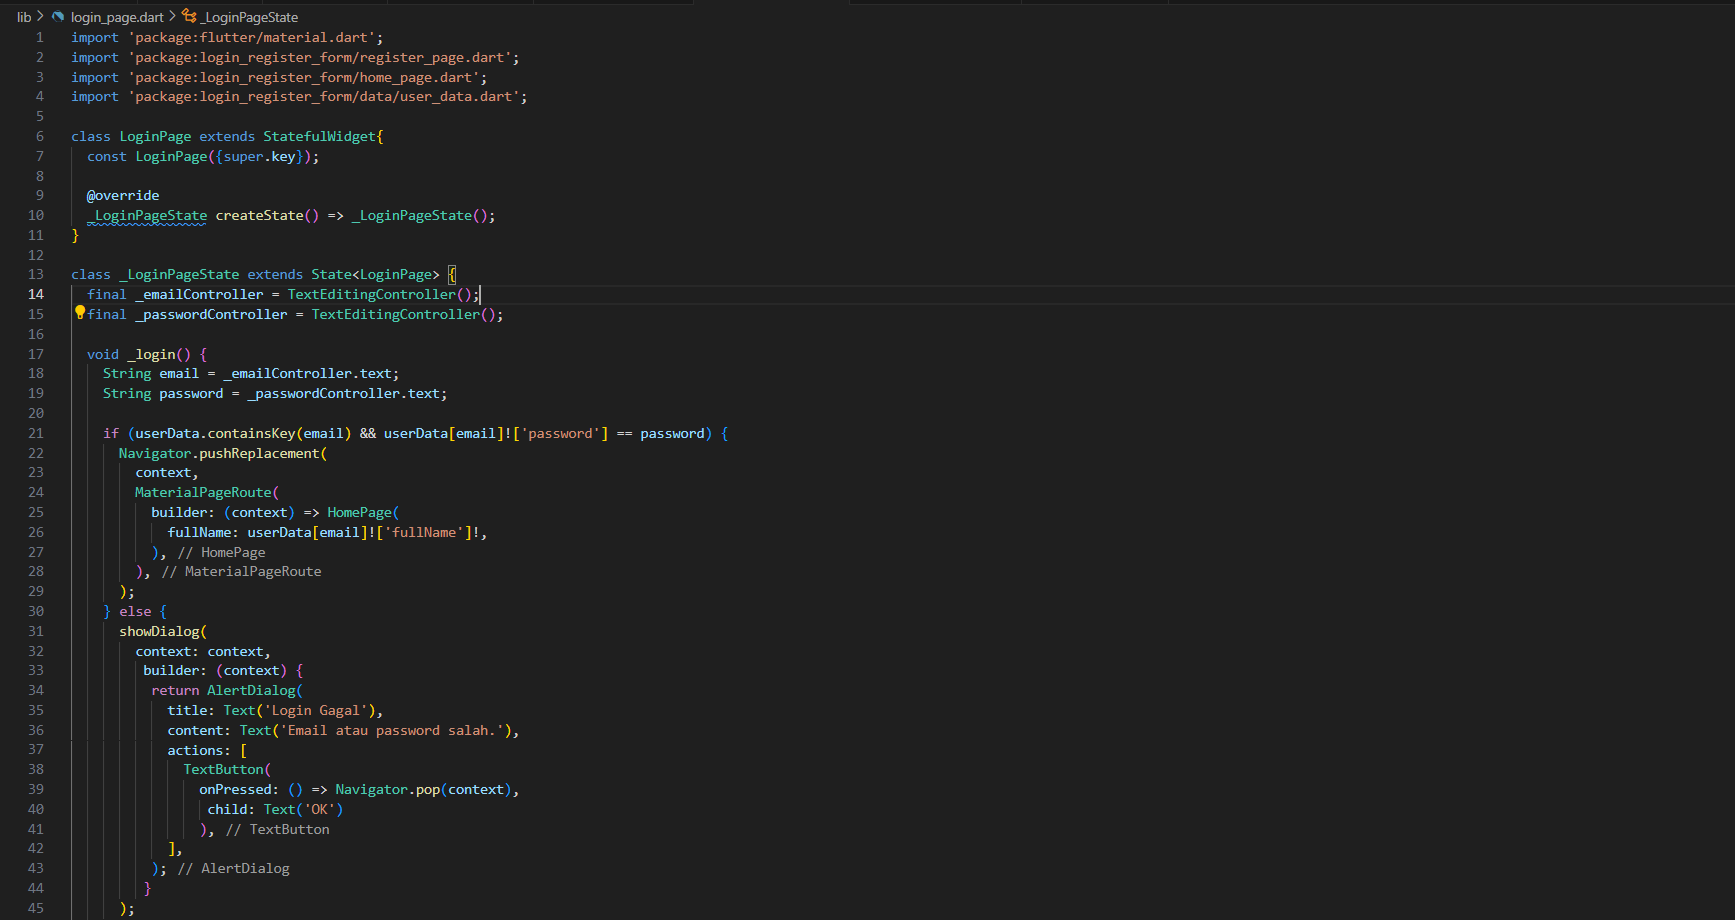 lib > login_page.dart > _LoginPageState
1 import 'package:flutter/material.dart';
2 import 'package:login_register_form/register_page.dart';
3 import 'package:login_register_form/home_page.dart';
4 import 'package:login_register_form/data/user_data.dart';
5
6 class LoginPage extends StatefulWidget{
7   const LoginPage({super.key});
8
9   @override
10   _LoginPageState createState() => _LoginPageState();
11 }
12
13 class _LoginPageState extends State<LoginPage> {
14   final _emailController = TextEditingController();
15   final _passwordController = TextEditingController();
16
17   void _login() {
18     String email = _emailController.text;
19     String password = _passwordController.text;
20
21     if (userData.containsKey(email) && userData[email]!['password'] == password) {
22       Navigator.pushReplacement(
23         context,
24         MaterialPageRoute(
25           builder: (context) => HomePage(
26             fullName: userData[email]!['fullName']!,
27           ), // HomePage
28         ), // MaterialPageRoute
29       );
30     } else {
31       showDialog(
32         context: context,
33          builder: (context) {
34           return AlertDialog(
35             title: Text('Login Gagal'),
36             content: Text('Email atau password salah.'),
37             actions: [
38               TextButton(
39                 onPressed: () => Navigator.pop(context),
40                  child: Text('OK')
41                 ), // TextButton
42             ],
43           ); // AlertDialog
44          }
45       );